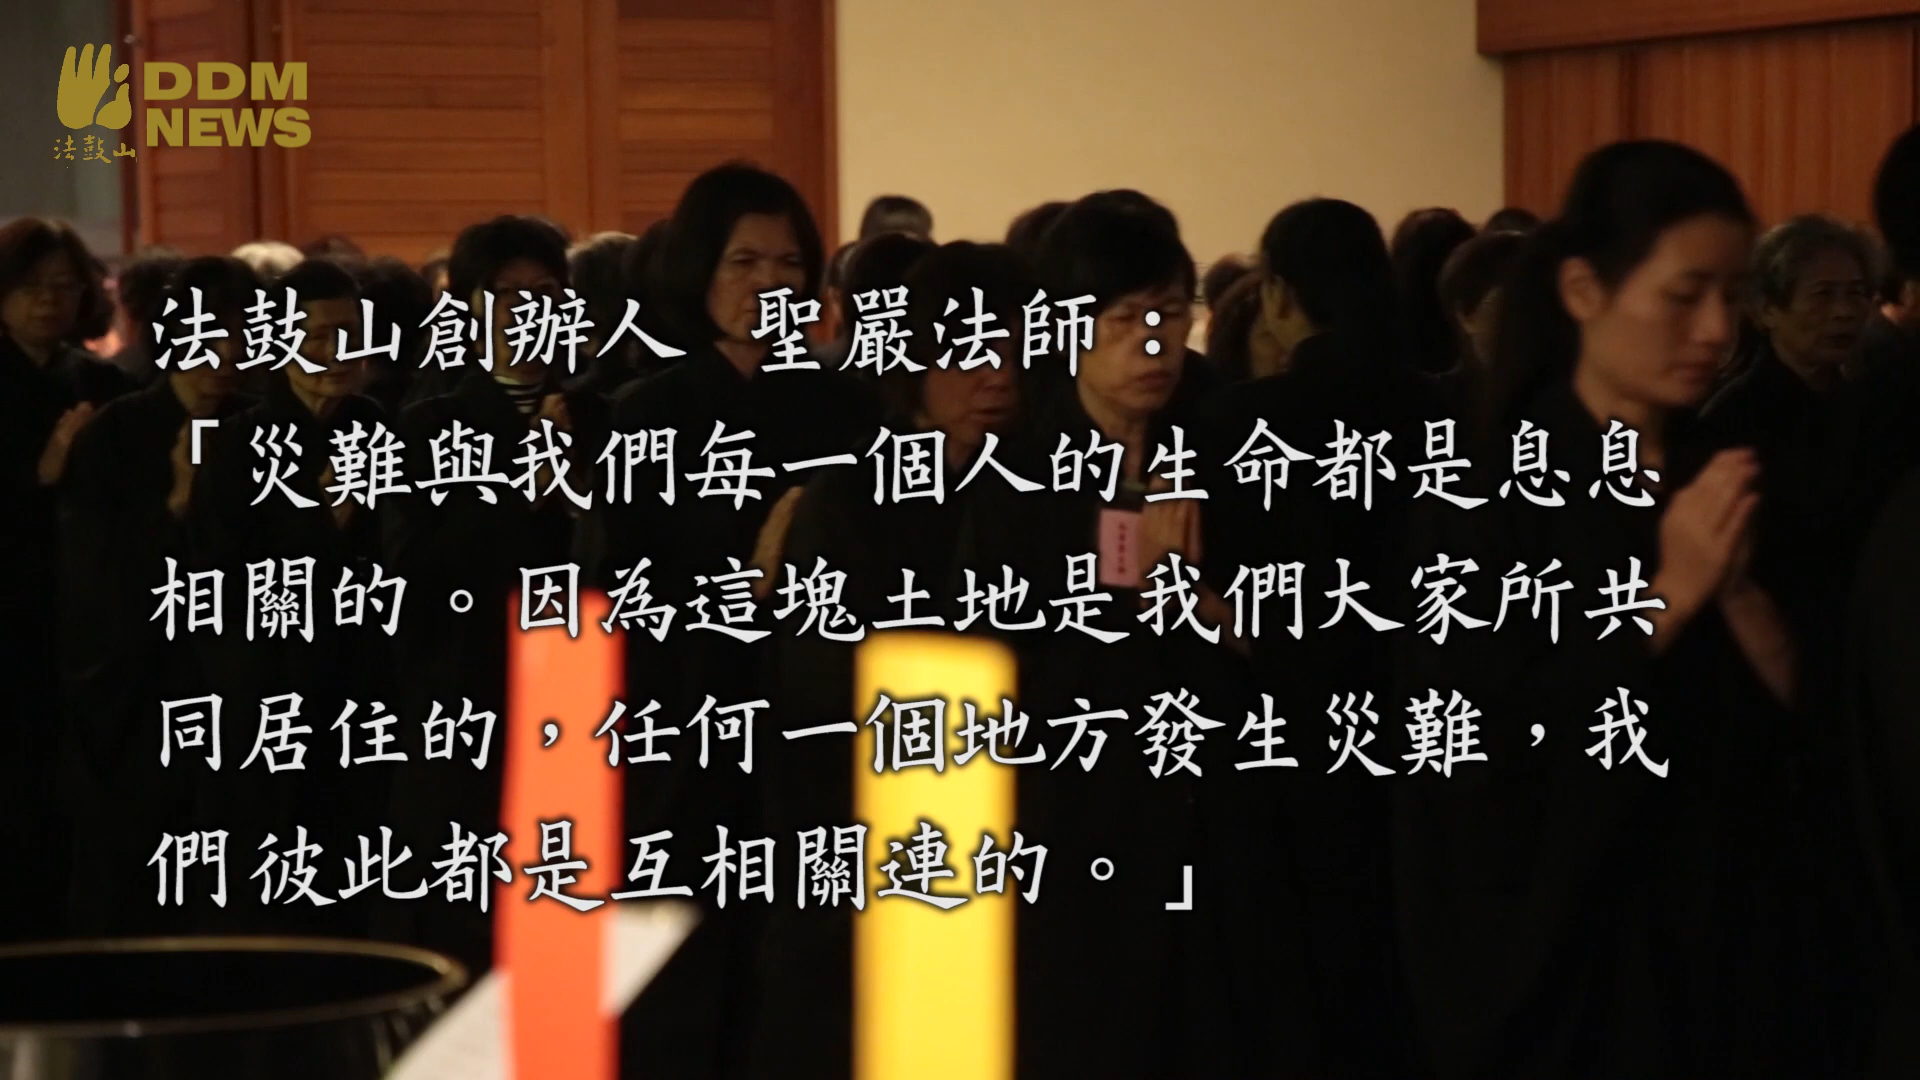 DDM
NEWS
法鼓山
法鼓山創辦人 聖嚴法師：
「災難與我們每一個人的生命都是息息
相關的。因為這塊土地是我們大家所共
同居住的，任何一個地方發生災難，我
們彼此都是互相關連的。」